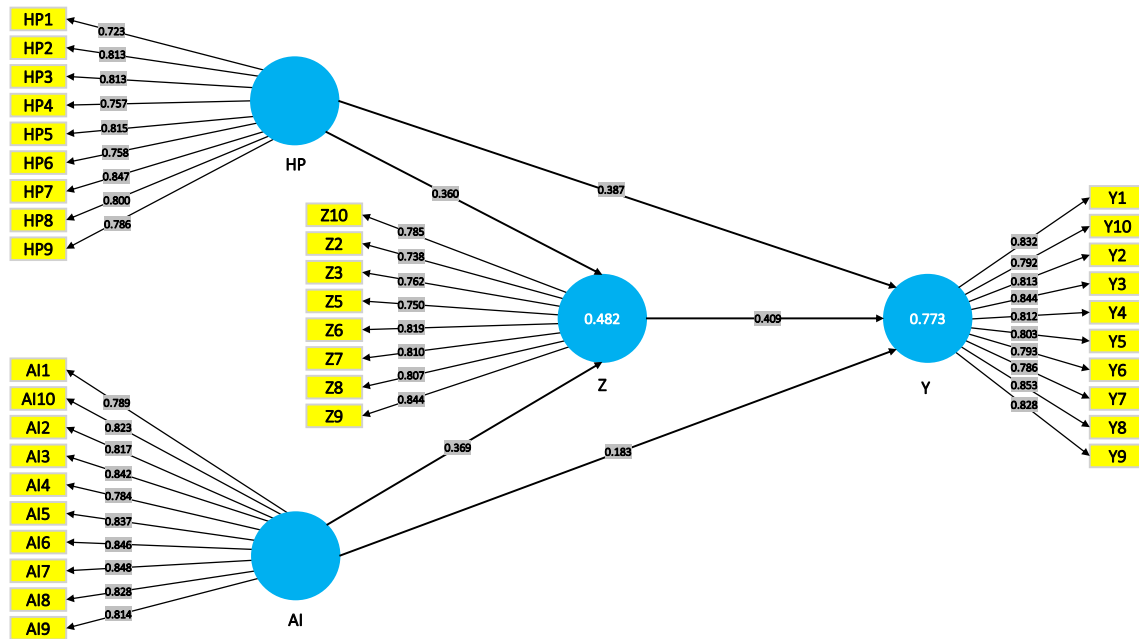 HP1
HP2
HP3
HP4
HP5
HP6
HP7
HP8
HP9
0.723
0.813
0.813
0.757
0.815
0.758
0.847
0.800
0.786
HP
0.360
0.387
Z10
Z2
Z3
Z5
Z6
Z7
Z8
Z9
0.785
0.738
0.762
0.750
0.819
0.810
0.807
0.844
0.482
Z
0.409
0.773
Y
0.832
0.792
0.813
0.844
0.812
0.803
0.793
0.786
0.853
0.828
Y1
Y10
Y2
Y3
Y4
Y5
Y6
Y7
Y8
Y9
AI1
AI10
AI2
AI3
AI4
AI5
AI6
AI7
AI8
AI9
0.789
0.823
0.817
0.842
0.784
0.837
0.846
0.848
0.828
0.814
AI
0.369
0.183